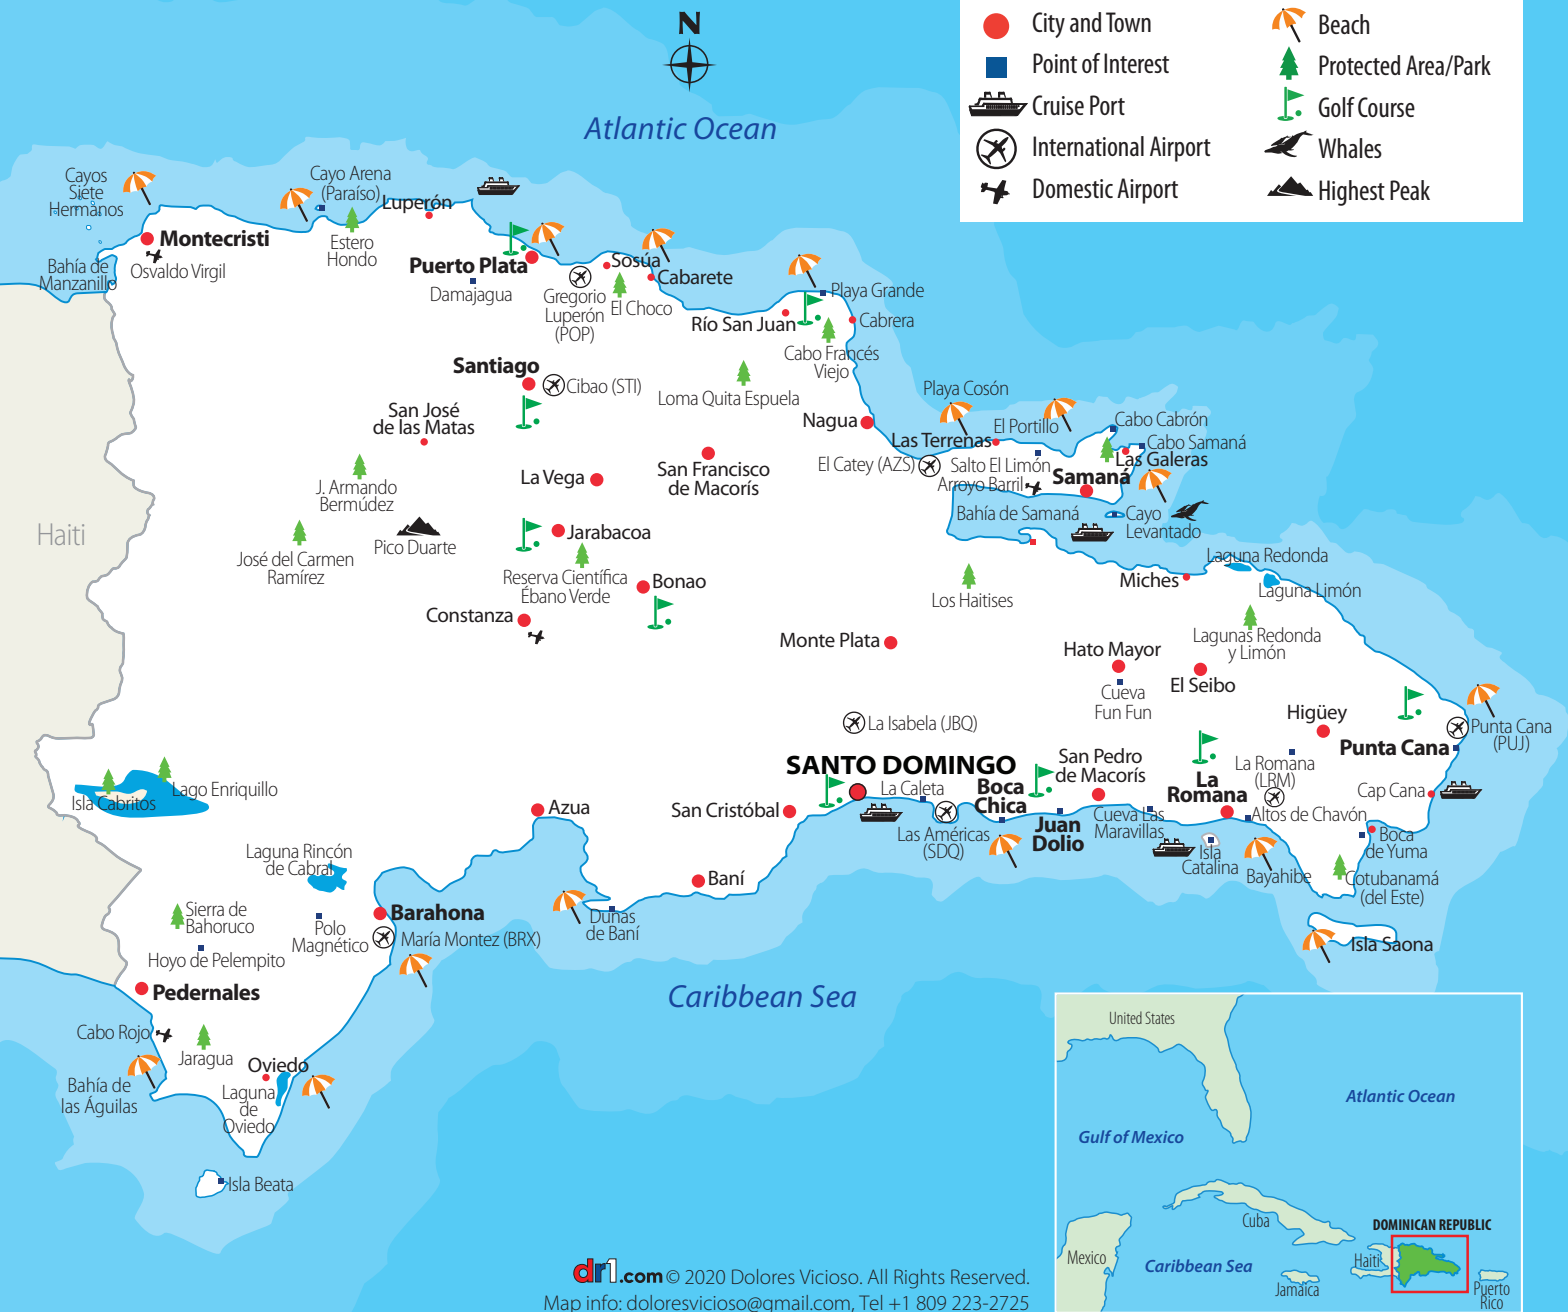 N
Atlantic Ocean
City and Town
Point of Interest
Cruise Port
International Airport
Domestic Airport
Beach
Protected Area/Park
Golf Course
Whales
Highest Peak
Cayos
Siete
Hermanos
Cayo Arena
(Paraíso)
Luperón
Montecristi
Osvaldo Virgil
Bahía de
Manzanillo
Estero
Hondo
Puerto Plata
Damajagua
Sosúa
Cabarete
Gregorio
Luperón
(POP)
El Choco
Playa Grande
Río San Juan
Cabrera
Cabo Francés
Viejo
Santiago
Cibao (STI)
Loma Quita Espuela
San José
de las Matas
Nagua
Playa Cosón
Las Terrenas
El Portillo
Cabo Cabrón
Cabo Samaná
Las Galeras
El Catey (AZS)
Salto El Limón
Arroyo Barril
Samaná
Bahía de Samaná
Cayo
Levantado
La Vega
San Francisco
de Macorís
J. Armando
Bermúdez
Haiti
Pico Duarte
Jarabacoa
José del Carmen
Ramírez
Reserva Científica
Ébano Verde
Bonao
Constanza
Los Haitises
Miches
Laguna Redonda
Laguna Limón
Lagunas Redonda
y Limón
Monte Plata
Hato Mayor
Cueva
Fun Fun
El Seibo
Higüey
La Isabela (JBQ)
Punta Cana
Punta Cana
(PUJ)
SANTO DOMINGO
La Caleta
Boca
Chica
San Pedro
de Macorís
La
Romana
La Romana
(LRM)
Cap Cana
Isla Cabritos
Lago Enriquillo
Azua
San Cristóbal
Las Américas
(SDQ)
Juan
Dolio
Cueva Las
Maravillas
Altos de Chavón
Boca
de Yuma
Isla
Catalina
Bayahibe
Cotubanamá
(del Este)
Laguna Rincón
de Cabral
Baní
Sierra de
Bahoruco
Polo
Magnético
Barahona
María Montez (BRX)
Dunas
de Baní
Isla Saona
Hoyo de Pelempito
Pedernales
Caribbean Sea
Cabo Rojo
Jaragua
Oviedo
Bahía de
las Águilas
Laguna
de
Oviedo
Isla Beata
United States
Atlantic Ocean
Gulf of Mexico
Cuba
DOMINICAN REPUBLIC
Mexico
Caribbean Sea
Haiti
Jamaica
Puerto
Rico
dr1.com © 2020 Dolores Vicioso. All Rights Reserved.
Map info: doloresvicioso@gmail.com, Tel +1 809 223-2725